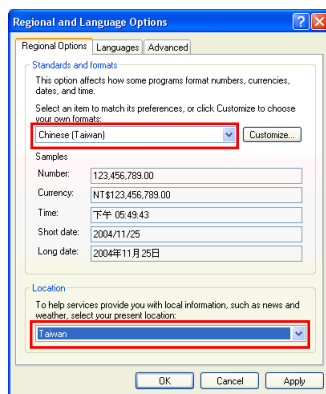 Regional and Language Options
Regional Options Languages Advanced
Standards and formats
This option affects how some programs format numbers, currencies,
dates, and time.
Select an item to match its preferences, or click Customize to choose
your own formats:
Chinese (Taiwan) Customize...
Samples
Number: 123,456,789.00
Currency: NT$123,456,789.00
Time: 下午 05:49:43
Short date: 2004/11/25
Long date: 2004年11月25日
Location
To help services provide you with local information, such as news and
weather, select your present location:
Taiwan
OK Cancel Apply